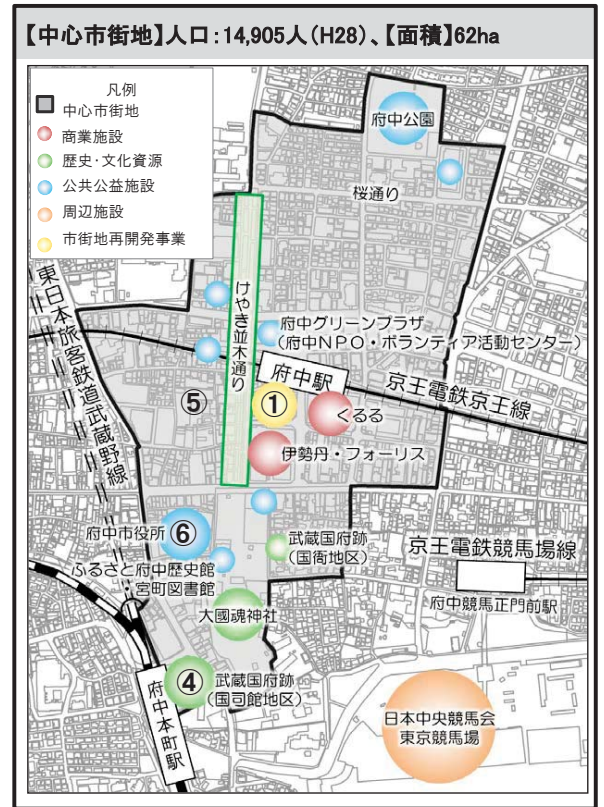 【中心市街地】人口:14,905人(H28)、【面積】62ha
凡例
中心市街地
商業施設
歴史・文化資源
公共公益施設
周辺施設
市街地再開発事業
府中公園
桜通り
東日本旅客鉄道武蔵野線
けやき並木通り
府中グリーンプラザ
(府中NPO・ボランティア活動センター)
府中駅
京王電鉄京王線
⑤
①
くるる
伊勢丹・フォーリス
府中市役所
⑥
武蔵国府跡
(国衙地区)
京王電鉄競馬場線
ふるさと府中歴史館
宮町図書館
府中競馬正門前駅
大國魂神社
④
武蔵国府跡
(国司館地区)
府中本町駅
日本中央競馬会
東京競馬場